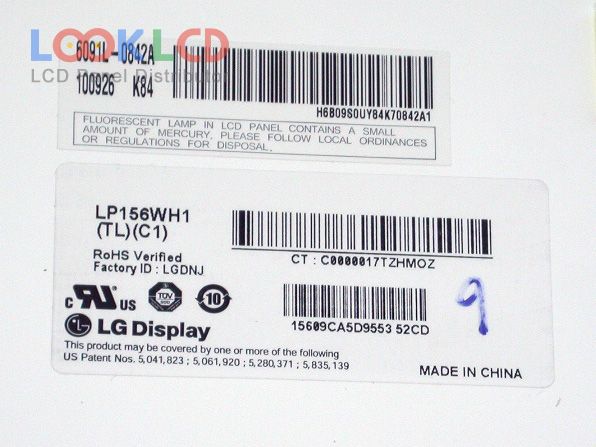 LOOKLCD
LCD Panel Distributor
6091L-0842A
100926 K84
H6B09S0UY84K70842A1
FLUORESCENT LAMP IN LCD PANEL CONTAINS A SMALL
AMOUNT OF MERCURY, PLEASE FOLLOW LOCAL ORDINANCES
OR REGULATIONS FOR DISPOSAL.
LP156WH1
(TL)(C1)
CT : C0000017TZHMOZ
RoHS Verified
Factory ID : LGDNJ
c RU US
TÜV
10
9
15609CA5D9553 52CD
LG Display
This product may be covered by one or more of the following
US Patent Nos. 5,041,823 ; 5,061,920 ; 5,280,371 ; 5,835,139
MADE IN CHINA